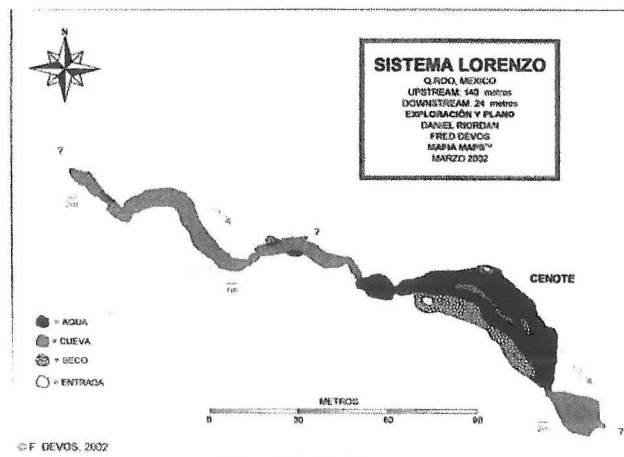 N
SISTEMA LORENZO
Q.ROO, MEXICO
UPSTREAM: 140 metros
DOWNSTREAM: 24 metros
EXPLORACIÓN Y PLANO
DANIEL RIORDAN
FRED DEVOS
MAFIA MAPS™
MARZO 2002
?
?
CENOTE
= AGUA
= CUEVA
= SECO
= ENTRADA
METROS
0 30 60 90
?
© F. DEVOS, 2002